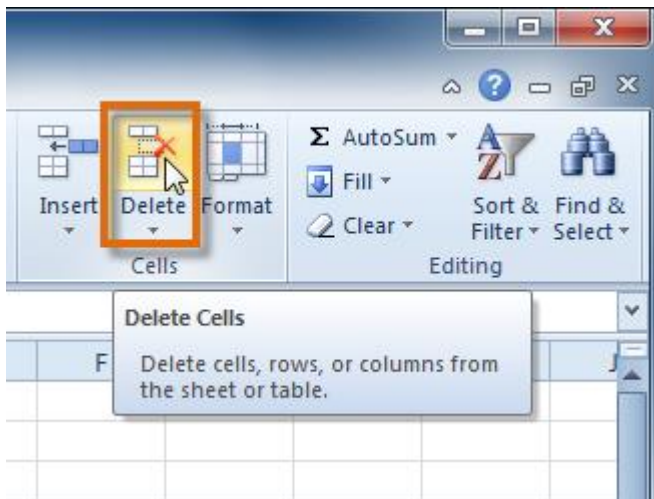 Σ AutoSum
Fill
Clear
Insert Delete Format
Sort & Filter
Find & Select
Cells
Editing
Delete Cells
Delete cells, rows, or columns from
the sheet or table.
F
J